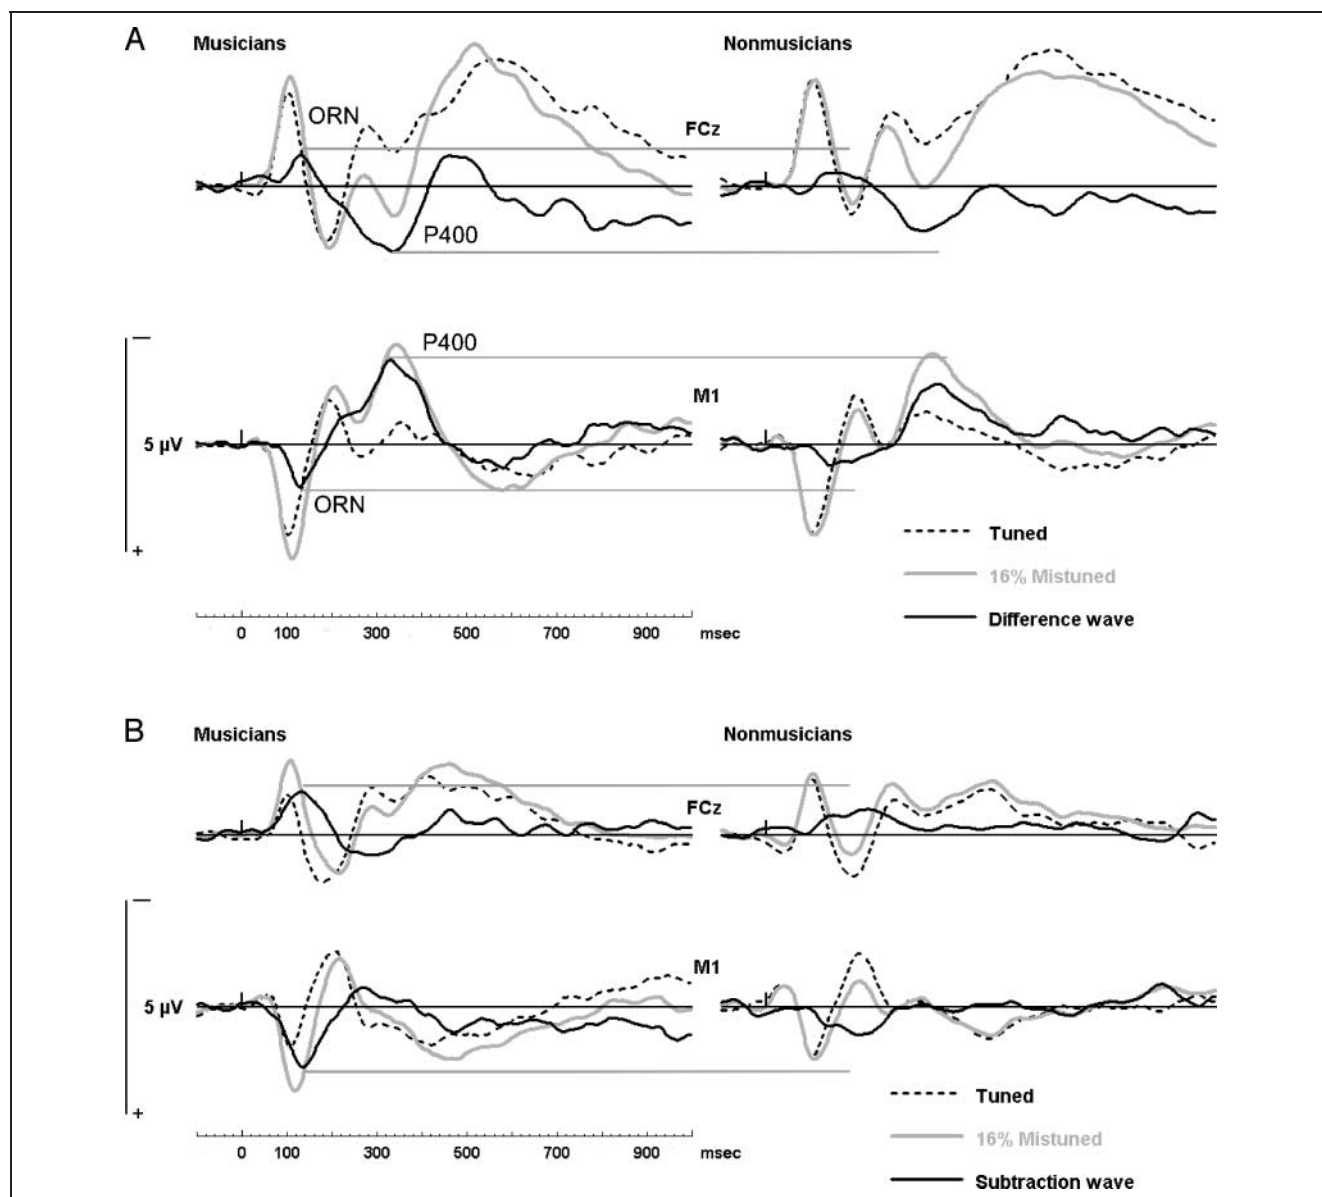 A
Musicians
Nonmusicians
ORN
FCz
P400
P400
M1
5 µV
ORN
Tuned
16% Mistuned
Difference wave
0 100 300 500 700 900 msec
B
Musicians
Nonmusicians
FCz
M1
5 µV
Tuned
16% Mistuned
0 100 300 500 700 900 msec
Subtraction wave